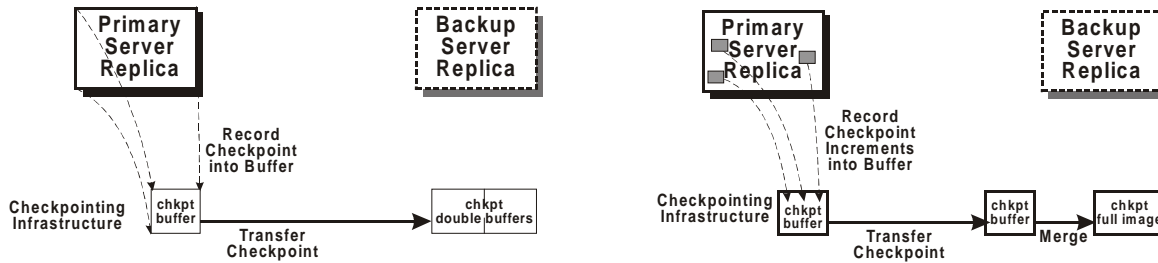 Primary
Server
Replica
Backup
Server
Replica
Record
Checkpoint
into Buffer
Checkpointing
Infrastructure
chkpt
buffer
chkpt
double buffers
Transfer
Checkpoint
Primary
Server
Replica
Backup
Server
Replica
Record
Checkpoint
Increments
into Buffer
Checkpointing
Infrastructure
chkpt
buffer
chkpt
buffer
chkpt
full image
Transfer
Checkpoint
Merge